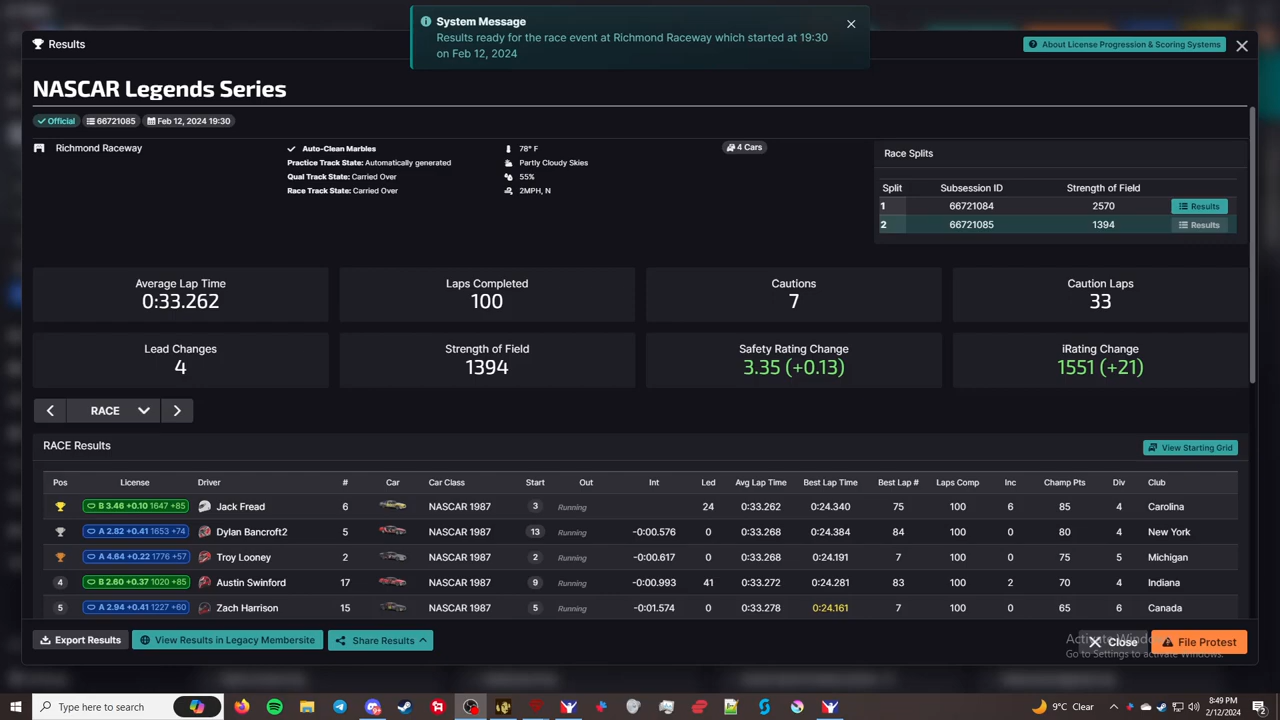 System Message
Results ready for the race event at Richmond Raceway which started at 19:30
on Feb 12, 2024
Results
About License Progression & Scoring Systems
NASCAR Legends Series
Official 66721085 Feb 12, 2024 19:30
Richmond Raceway
Auto-Clean Marbles
Practice Track State: Automatically generated
Qual Track State: Carried Over
Race Track State: Carried Over
78° F
Partly Cloudy Skies
55%
2MPH, N
4 Cars
Race Splits
Split Subsession ID Strength of Field
1 66721084 2570 Results
2 66721085 1394 Results
Average Lap Time
0:33.262
Laps Completed
100
Cautions
7
Caution Laps
33
Lead Changes
4
Strength of Field
1394
Safety Rating Change
3.35 (+0.13)
iRating Change
1551 (+21)
RACE
RACE Results
View Starting Grid
Pos License Driver # Car Car Class Start Out Int Led Avg Lap Time Best Lap Time Best Lap # Laps Comp Inc Champ Pts Div Club
B 3.46 +0.10 1647 +85 Jack Fread 6 NASCAR 1987 3 Running 24 0:33.262 0:24.340 75 100 6 85 4 Carolina
A 2.82 +0.41 1653 +74 Dylan Bancroft2 5 NASCAR 1987 13 Running -0:00.576 0 0:33.268 0:24.384 84 100 0 80 4 New York
A 4.64 +0.22 1776 +57 Troy Looney 2 NASCAR 1987 2 Running -0:00.617 0 0:33.268 0:24.191 7 100 0 75 5 Michigan
4 B 2.60 +0.37 1020 +85 Austin Swinford 17 NASCAR 1987 9 Running -0:00.993 41 0:33.272 0:24.281 83 100 2 70 4 Indiana
5 A 2.94 +0.41 1227 +60 Zach Harrison 15 NASCAR 1987 5 Running -0:01.574 0 0:33.278 0:24.161 7 100 0 65 6 Canada
Export Results
View Results in Legacy Membersite
Share Results
Close
File Protest
Go to Settings to activate Windows.
Type here to search
9°C Clear
8:49 PM
2/12/2024